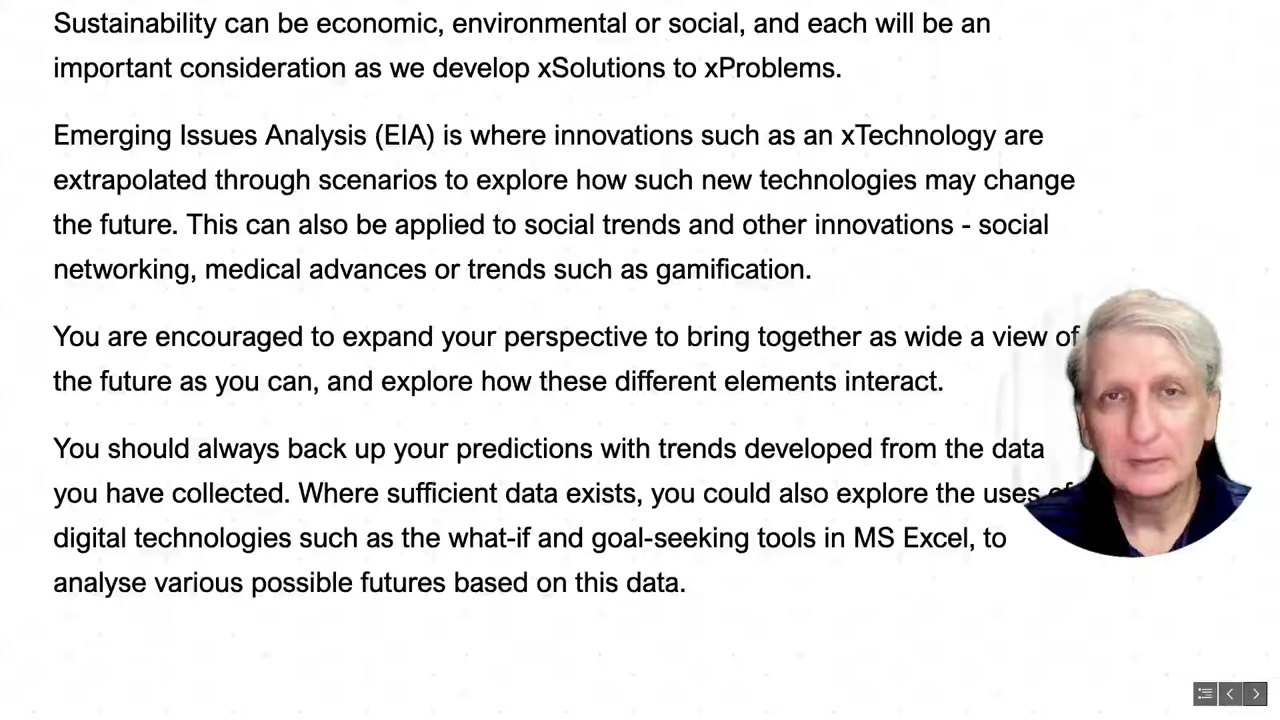 Sustainability can be economic, environmental or social, and each will be an
important consideration as we develop xSolutions to xProblems.
Emerging Issues Analysis (EIA) is where innovations such as an xTechnology are
extrapolated through scenarios to explore how such new technologies may change
the future. This can also be applied to social trends and other innovations - social
networking, medical advances or trends such as gamification.
You are encouraged to expand your perspective to bring together as wide a view of
the future as you can, and explore how these different elements interact.
You should always back up your predictions with trends developed from the data
you have collected. Where sufficient data exists, you could also explore the uses of
digital technologies such as the what-if and goal-seeking tools in MS Excel, to
analyse various possible futures based on this data.